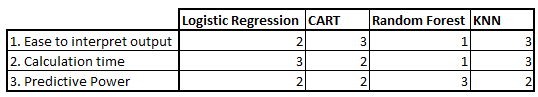 Logistic Regression CART Random Forest KNN
1. Ease to interpret output 2 3 1 3
2. Calculation time 3 2 1 3
3. Predictive Power 2 2 3 2